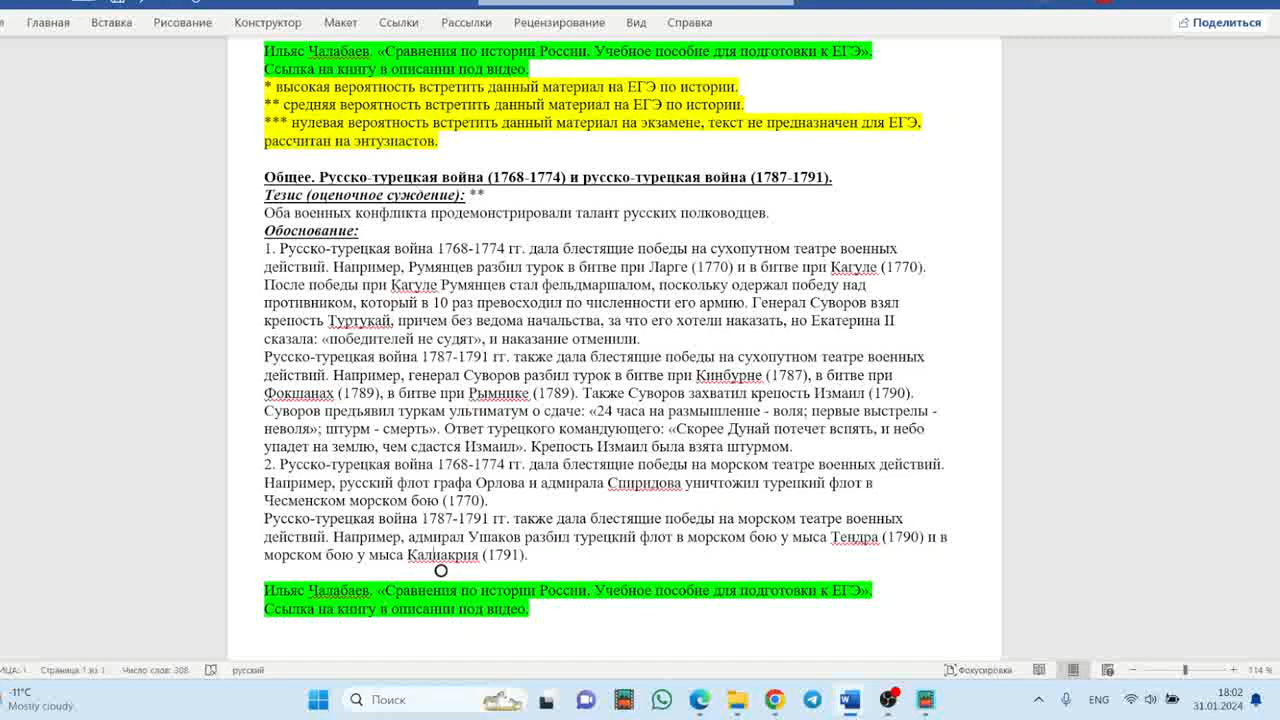 Главная Вставка Рисование Конструктор Макет Ссылки Рассылки Рецензирование Вид Справка Поделиться
Ильяс Чалабаев. «Сравнения по истории России. Учебное пособие для подготовки к ЕГЭ».
Ссылка на книгу в описании под видео.
* высокая вероятность встретить данный материал на ЕГЭ по истории.
** средняя вероятность встретить данный материал на ЕГЭ по истории.
*** нулевая вероятность встретить данный материал на экзамене, текст не предназначен для ЕГЭ,
рассчитан на энтузиастов.
Общее. Русско-турецкая война (1768-1774) и русско-турецкая война (1787-1791).
Тезис (оценочное суждение): **
Оба военных конфликта продемонстрировали талант русских полководцев.
Обоснование:
1. Русско-турецкая война 1768-1774 гг. дала блестящие победы на сухопутном театре военных
действий. Например, Румянцев разбил турок в битве при Ларге (1770) и в битве при Кагуле (1770).
После победы при Кагуле Румянцев стал фельдмаршалом, поскольку одержал победу над
противником, который в 10 раз превосходил по численности его армию. Генерал Суворов взял
крепость Туртукай, причем без ведома начальства, за что его хотели наказать, но Екатерина II
сказала: «победителей не судят», и наказание отменили.
Русско-турецкая война 1787-1791 гг. также дала блестящие победы на сухопутном театре военных
действий. Например, генерал Суворов разбил турок в битве при Кинбурне (1787), в битве при
Фокшанах (1789), в битве при Рымнике (1789). Также Суворов захватил крепость Измаил (1790).
Суворов предъявил туркам ультиматум о сдаче: «24 часа на размышление - воля; первые выстрелы -
неволя»; штурм - смерть». Ответ турецкого командующего: «Скорее Дунай потечет вспять, и небо
упадет на землю, чем сдастся Измаил». Крепость Измаил была взята штурмом.
2. Русско-турецкая война 1768-1774 гг. дала блестящие победы на морском театре военных действий.
Например, русский флот графа Орлова и адмирала Спиридова уничтожил турецкий флот в
Чесменском морском бою (1770).
Русско-турецкая война 1787-1791 гг. также дала блестящие победы на морском театре военных
действий. Например, адмирал Ушаков разбил турецкий флот в морском бою у мыса Тендра (1790) и в
морском бою у мыса Калиакрия (1791).
Ильяс Чалабаев. «Сравнения по истории России. Учебное пособие для подготовки к ЕГЭ».
Ссылка на книгу в описании под видео.
Страница 1 из 1 Число слов: 308 русский Фокусировка 114 %
-11°C
Mostly cloudy
Поиск
ENG
18:02
31.01.2024